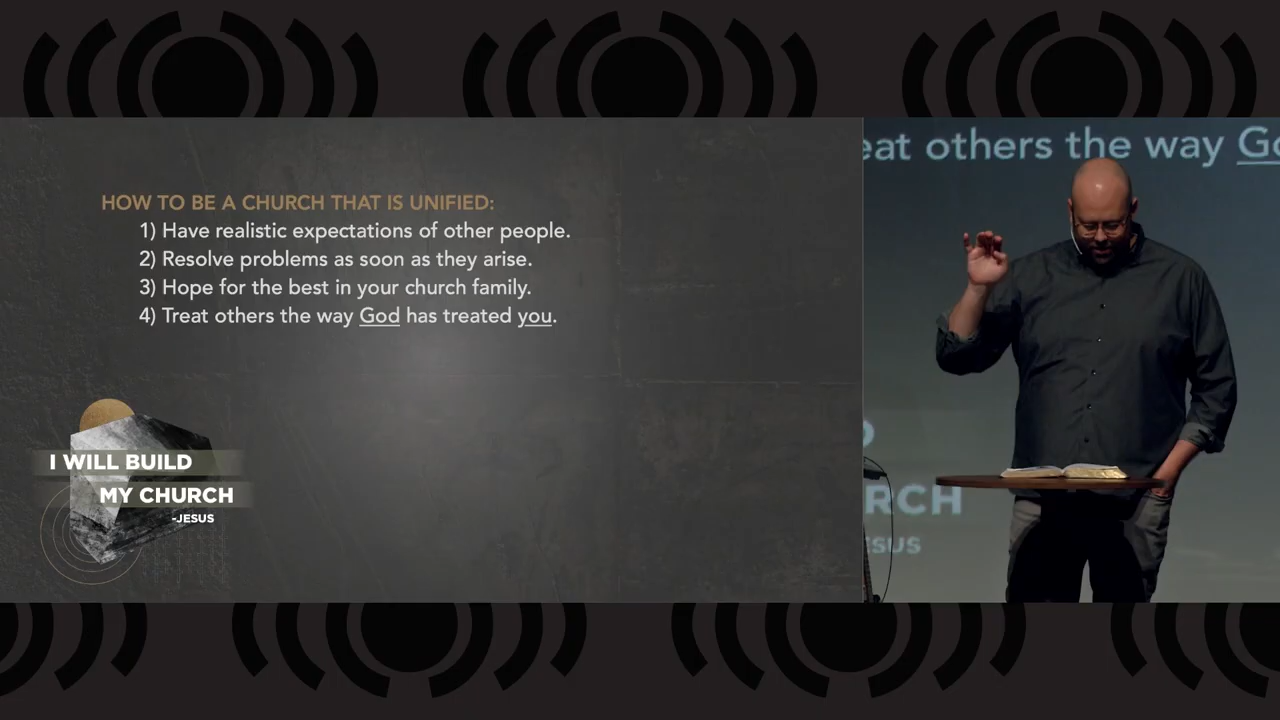 HOW TO BE A CHURCH THAT IS UNIFIED:
1) Have realistic expectations of other people.
2) Resolve problems as soon as they arise.
3) Hope for the best in your church family.
4) Treat others the way God has treated you.
I WILL BUILD
MY CHURCH
-JESUS
eat others the way Go
RCH
ESUS